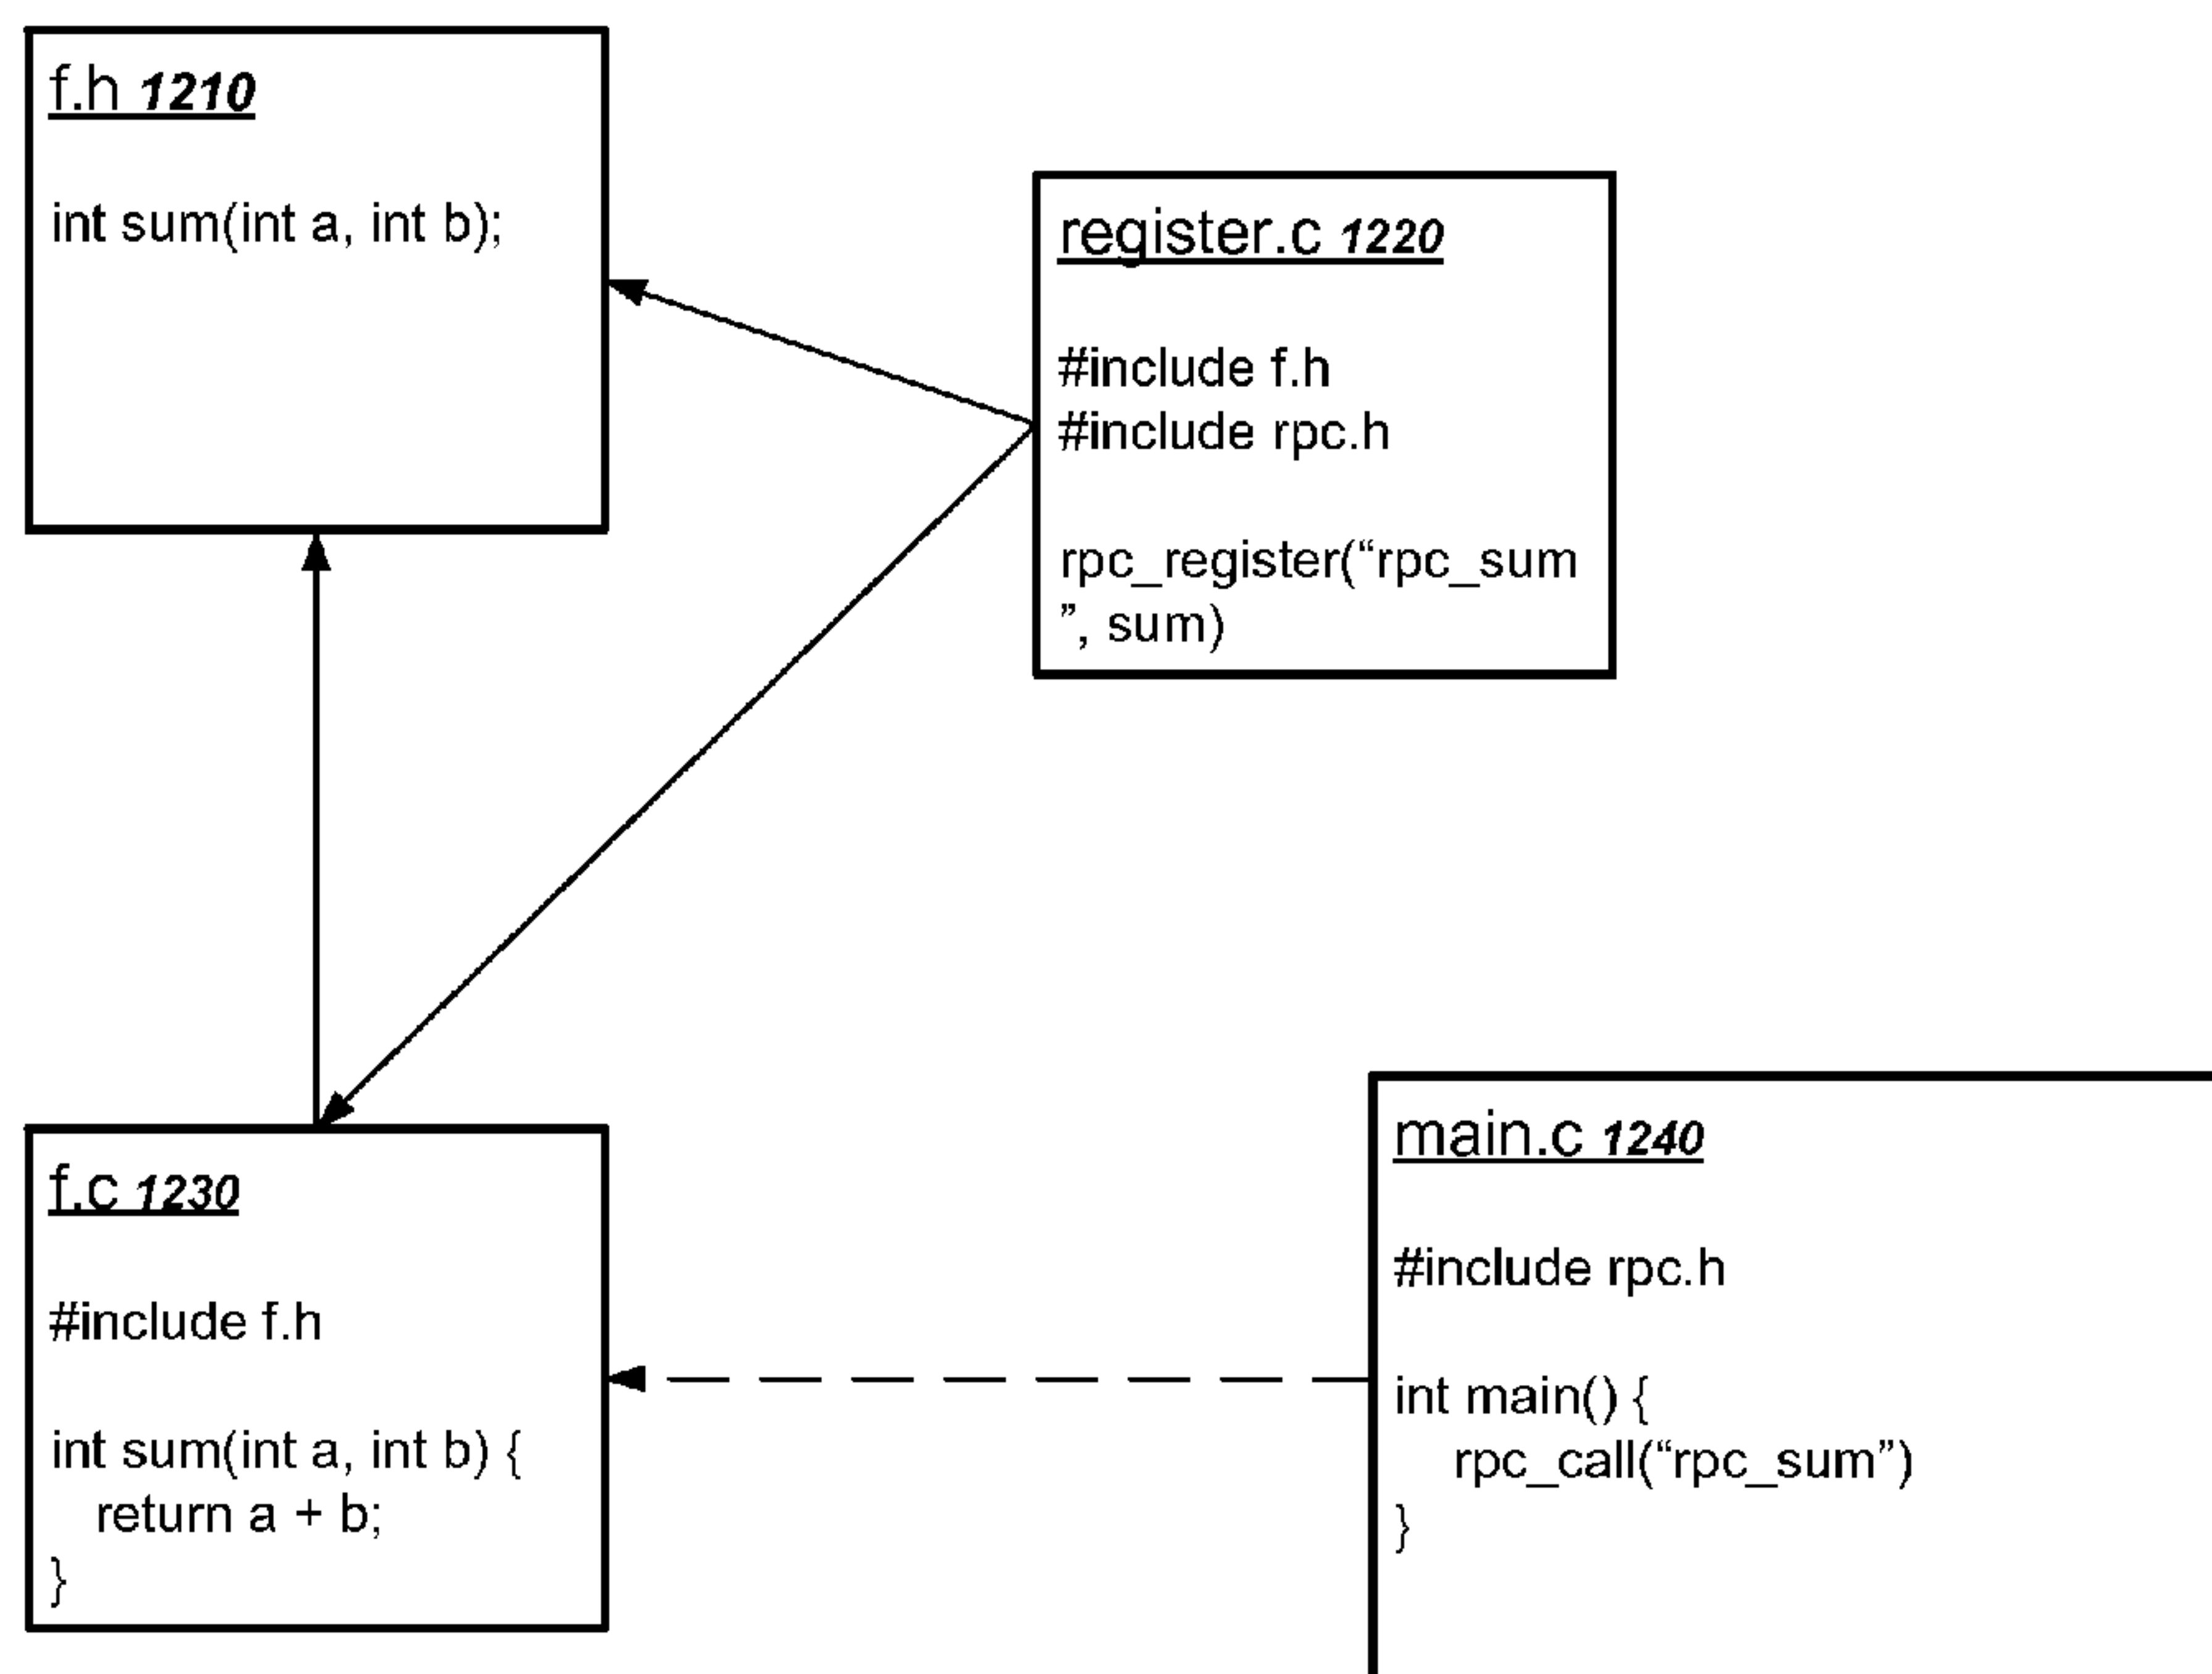 f.h 1210
int sum(int a, int b);
register.c 1220
#include f.h
#include rpc.h
rpc_register(“rpc_sum
”, sum)
f.c 1230
#include f.h
int sum(int a, int b) {
return a + b;
}
main.c 1240
#include rpc.h
int main() {
rpc_call(“rpc_sum”)
}